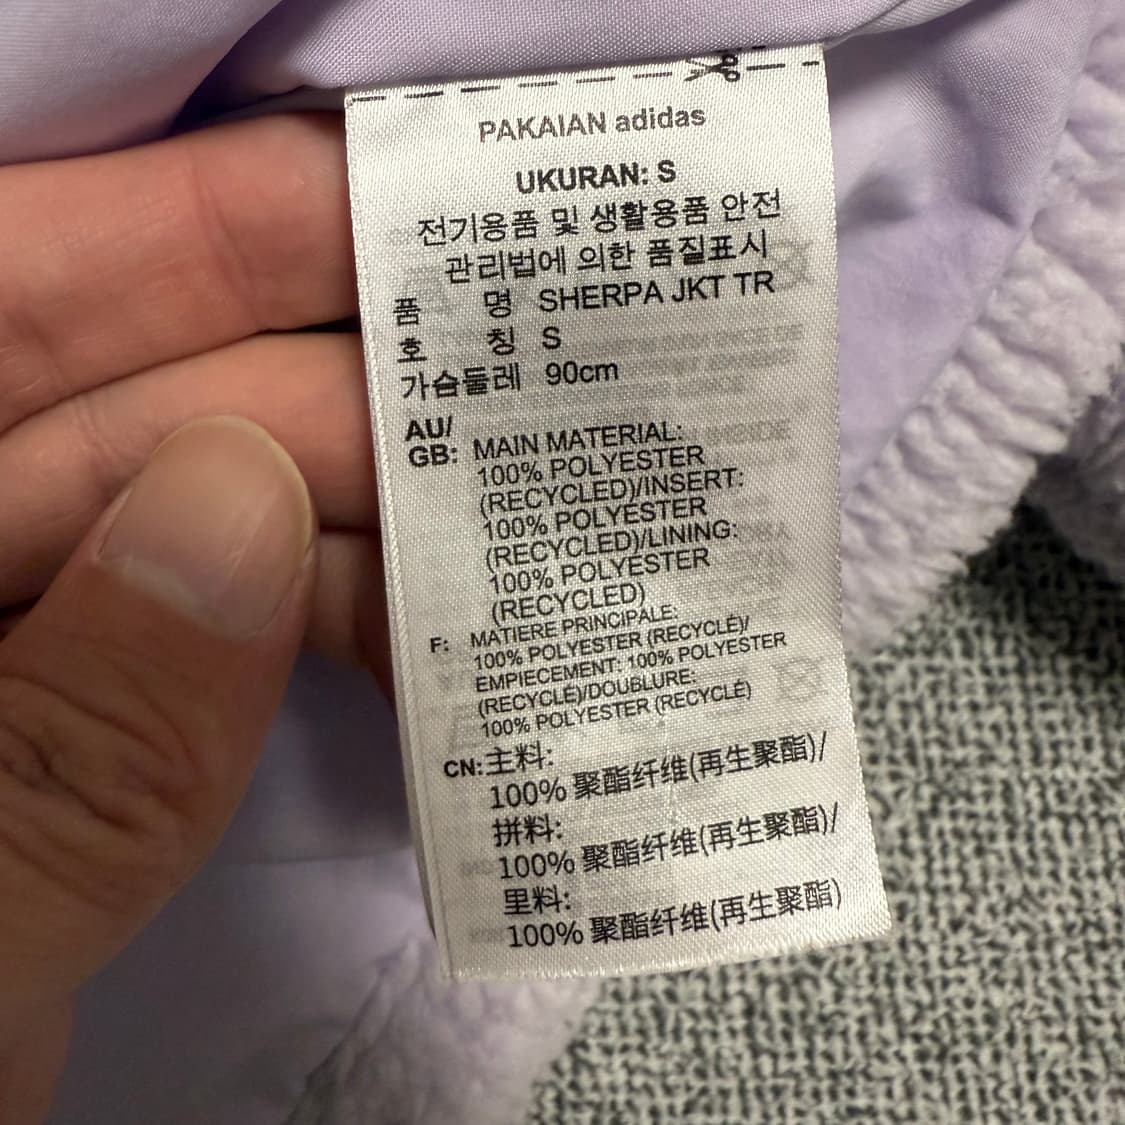 PAKAIAN adidas
UKURAN: S
전기용품 및 생활용품 안전
관리법에 의한 품질표시
품 명 SHERPA JKT TR
호 칭 S
가슴둘레 90cm
AU/
GB: MAIN MATERIAL:
100% POLYESTER
(RECYCLED)/INSERT:
100% POLYESTER
(RECYCLED)/LINING:
100% POLYESTER
(RECYCLED)
F: MATIERE PRINCIPALE:
100% POLYESTER (RECYCLÉ)/
EMPIECEMENT: 100% POLYESTER
(RECYCLÉ)/DOUBLURE:
100% POLYESTER (RECYCLÉ)
CN: 主料:
100% 聚酯纤维(再生聚酯)/
拼料:
100% 聚酯纤维(再生聚酯)/
里料:
100% 聚酯纤维(再生聚酯)